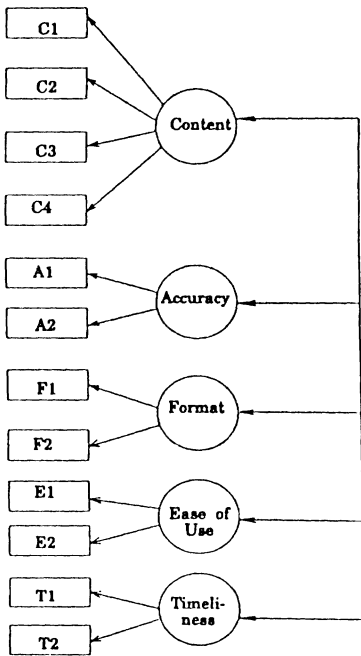 C1
C2
C3
C4
Content
A1
A2
Accuracy
F1
F2
Format
E1
E2
Ease of
Use
T1
T2
Timeli-
ness